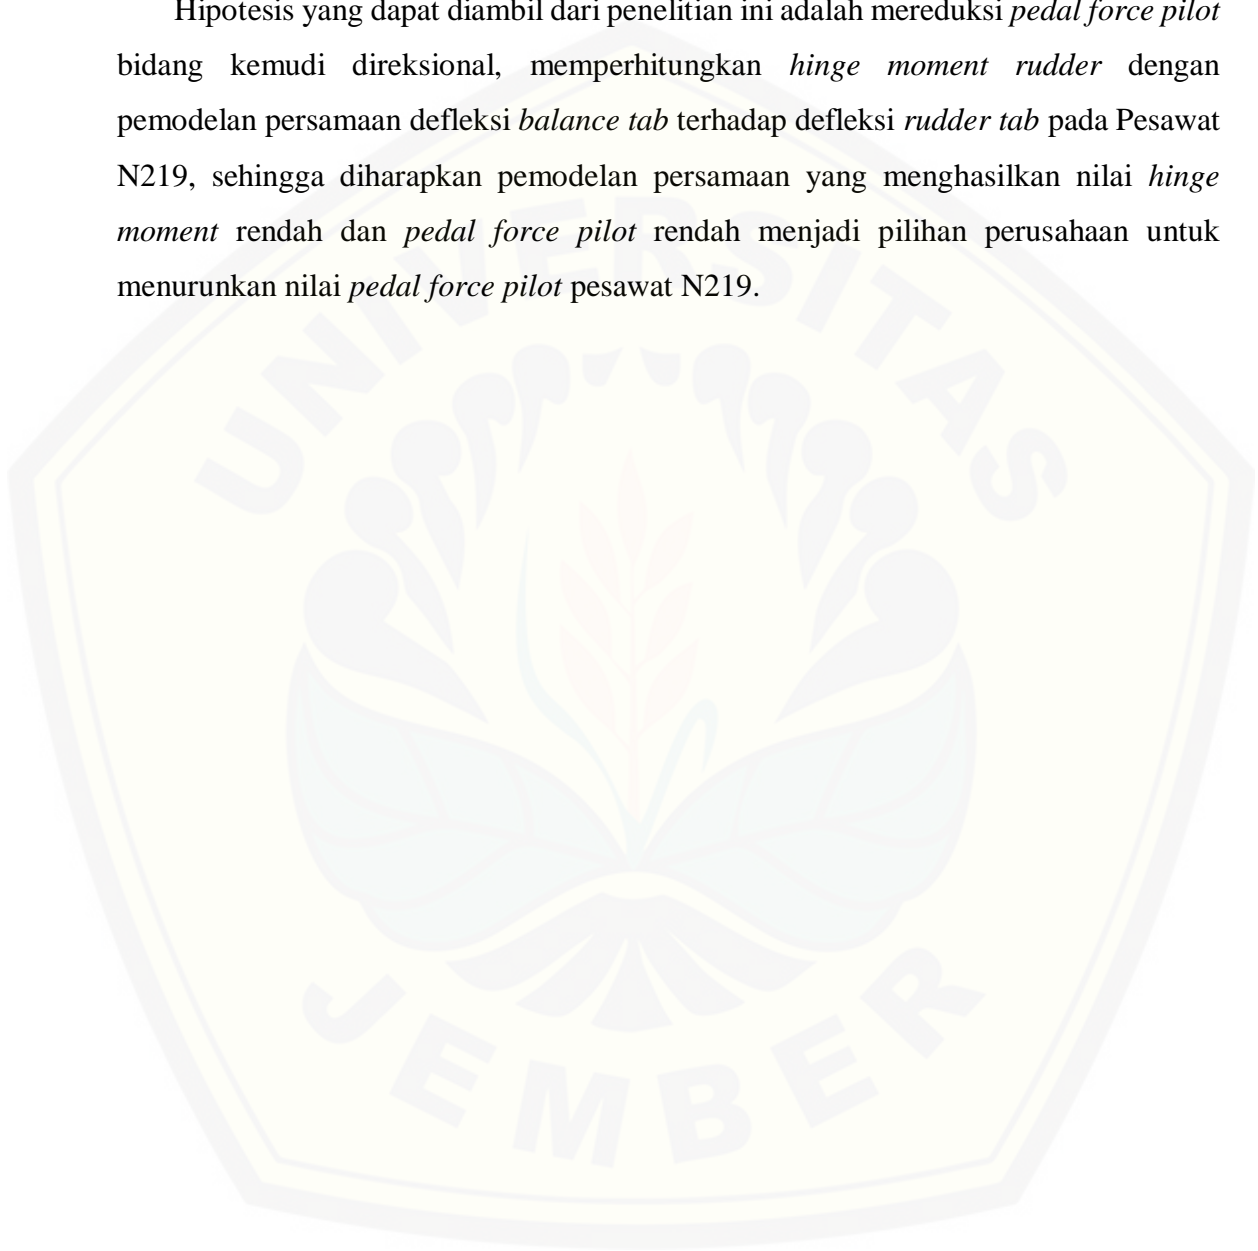 Hipotesis yang dapat diambil dari penelitian ini adalah mereduksi pedal force pilot
bidang kemudi direksional, memperhitungkan hinge moment rudder dengan
pemodelan persamaan defleksi balance tab terhadap defleksi rudder tab pada Pesawat
N219, sehingga diharapkan pemodelan persamaan yang menghasilkan nilai hinge
moment rendah dan pedal force pilot rendah menjadi pilihan perusahaan untuk
menurunkan nilai pedal force pilot pesawat N219.
UNIVERSITAS
JEMBER